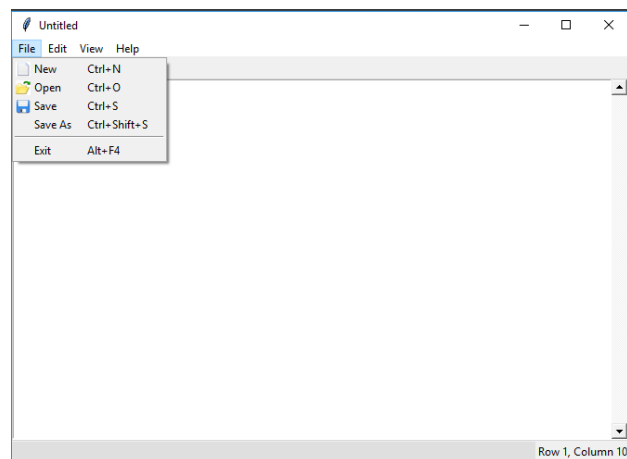 Untitled
File Edit View Help
New Ctrl+N
Open Ctrl+O
Save Ctrl+S
Save As Ctrl+Shift+S
Exit Alt+F4
Row 1, Column 10